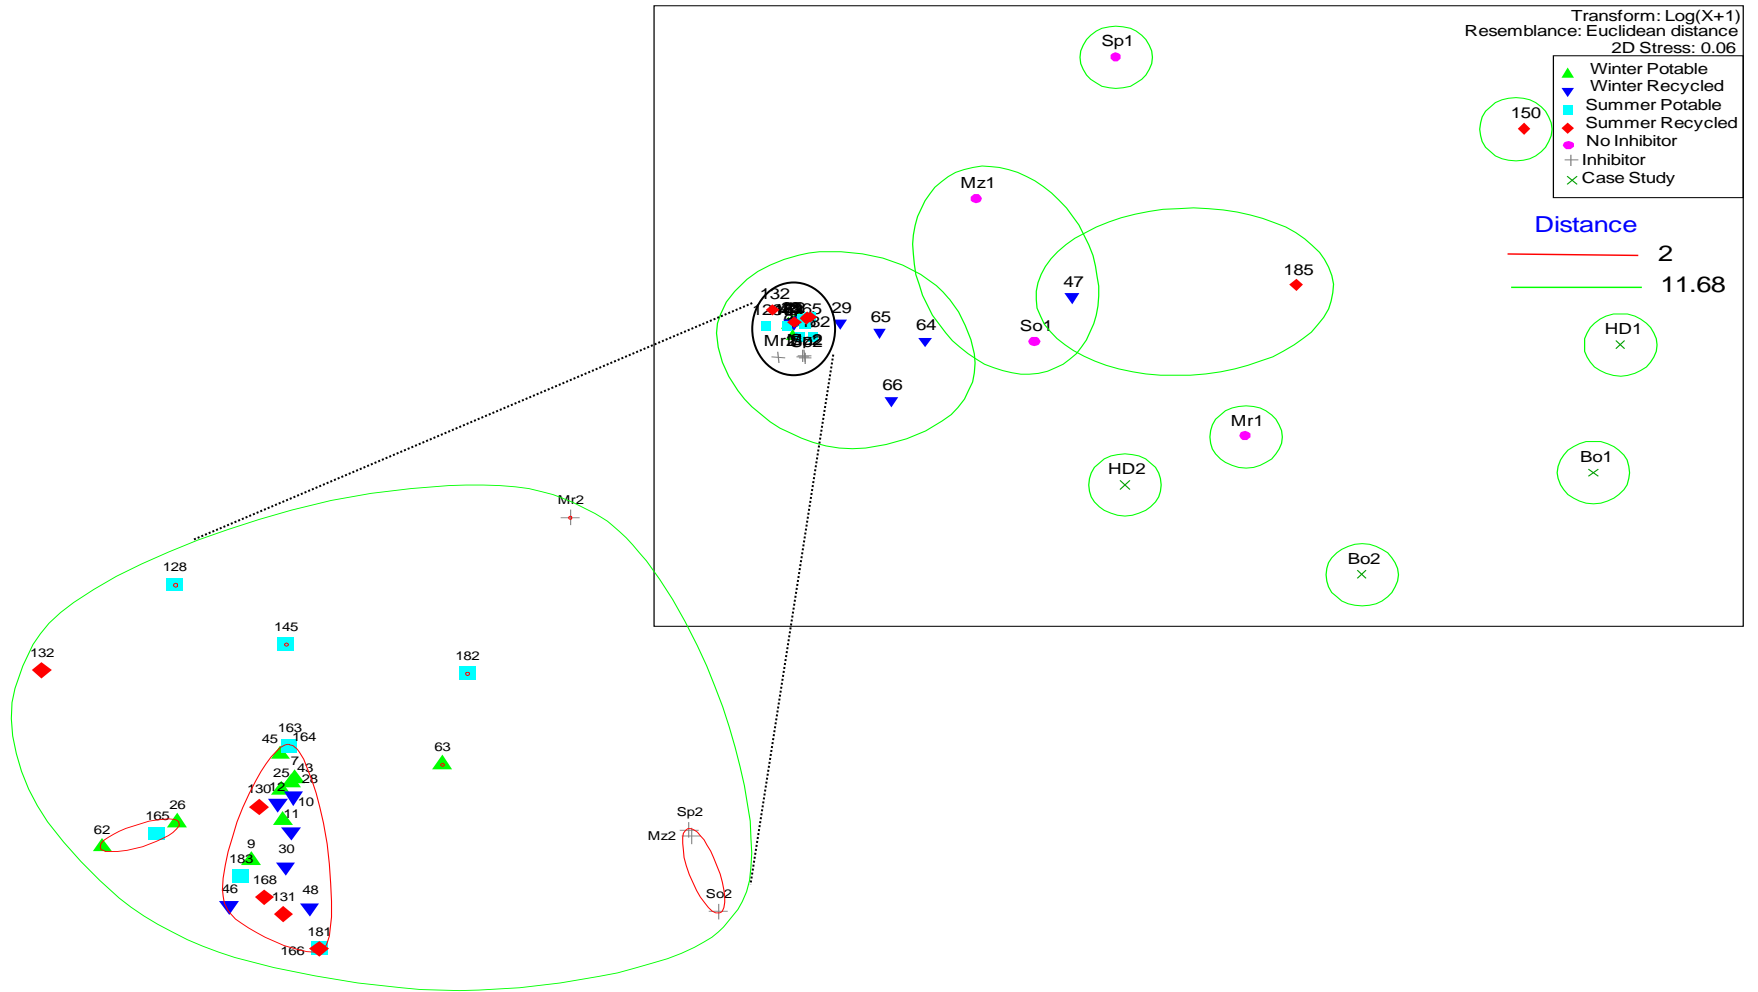 Transform: Log(X+1)
Resemblance: Euclidean distance
2D Stress: 0.06
Winter Potable
Winter Recycled
Summer Potable
Summer Recycled
No Inhibitor
Inhibitor
Case Study
Distance
2
11.68
Sp1
150
Mz1
47
185
132
29
65
64
So1
HD1
66
Mr1
HD2
Bo1
Bo2
Mr2
128
145
132
182
163
45
164
7
63
25
43
28
130
12
10
26
165
11
62
Sp2
Mz2
9
30
183
168
46
131
48
So2
181
166